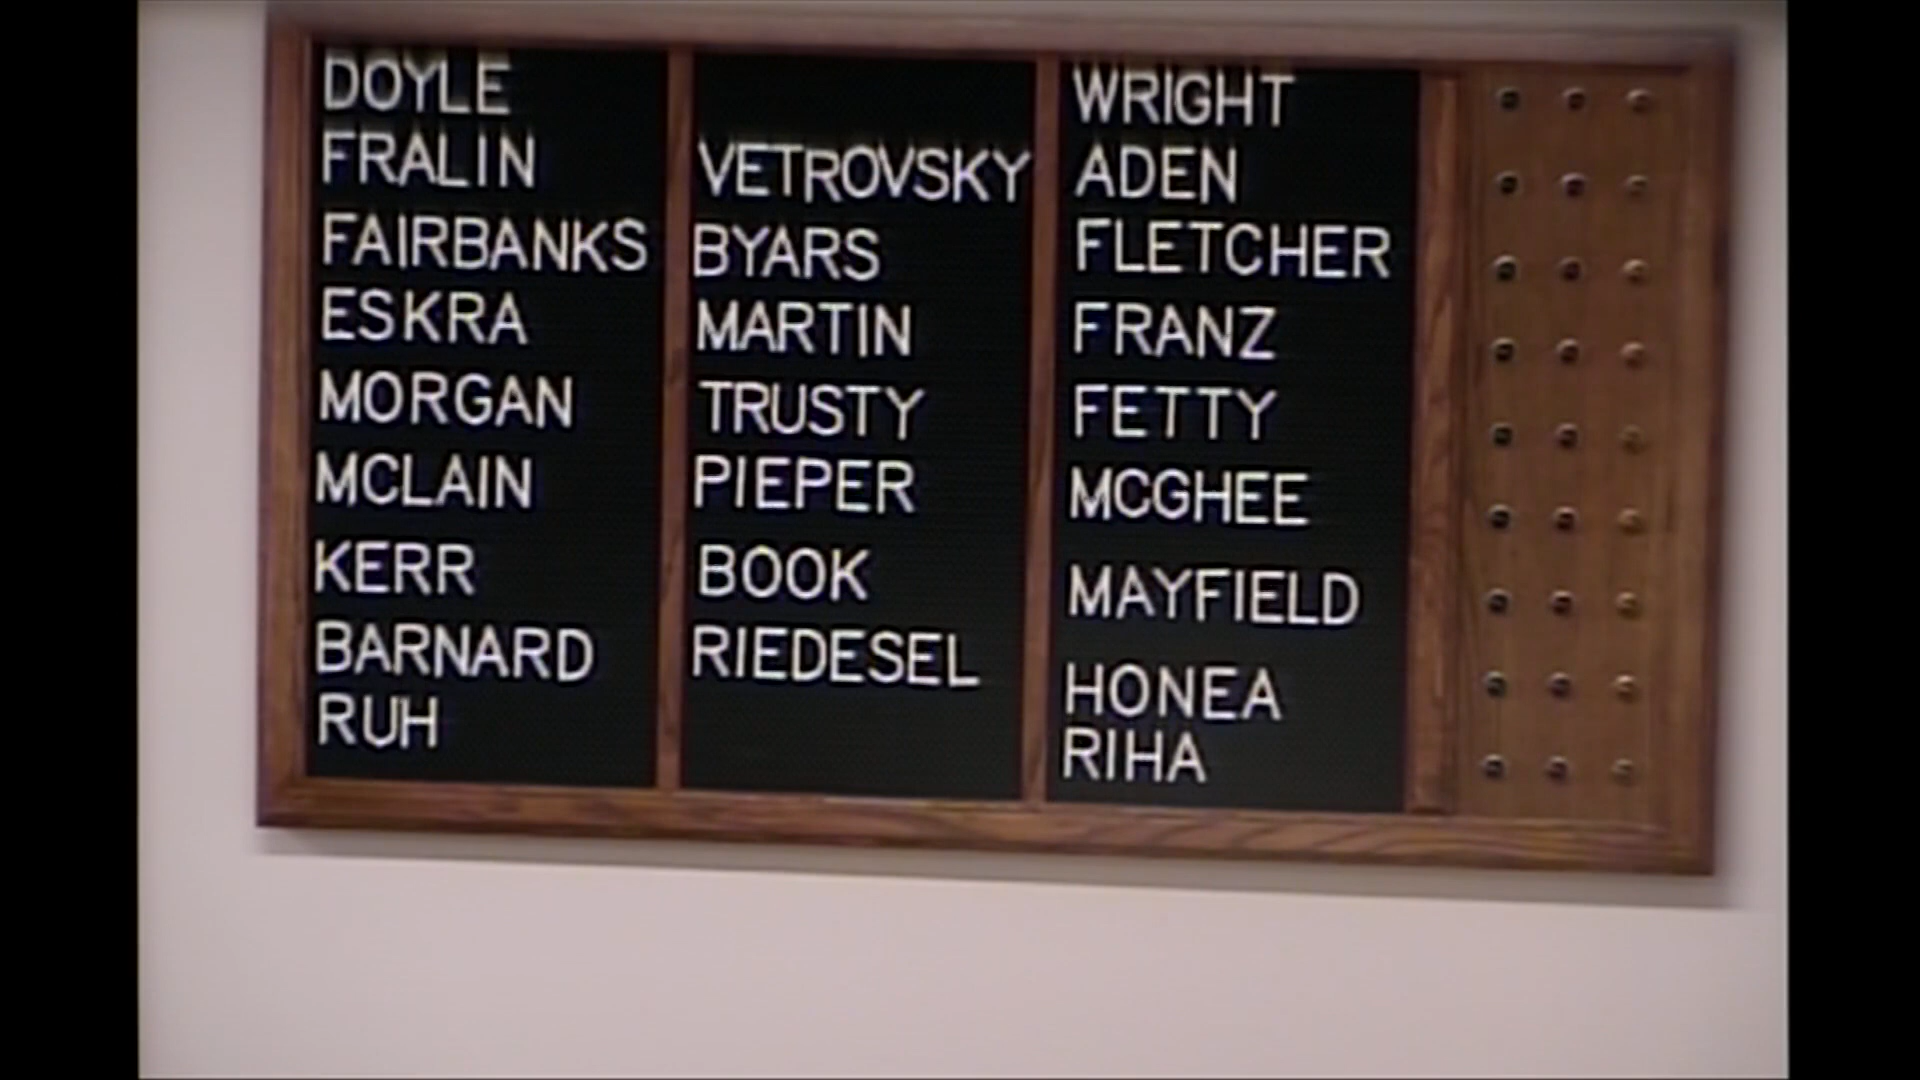 DOYLE
FRALIN
FAIRBANKS
ESKRA
MORGAN
MCLAIN
KERR
BARNARD
RUH
VETROVSKY
BYARS
MARTIN
TRUSTY
PIEPER
BOOK
RIEDESEL
WRIGHT
ADEN
FLETCHER
FRANZ
FETTY
MCGHEE
MAYFIELD
HONEA
RIHA